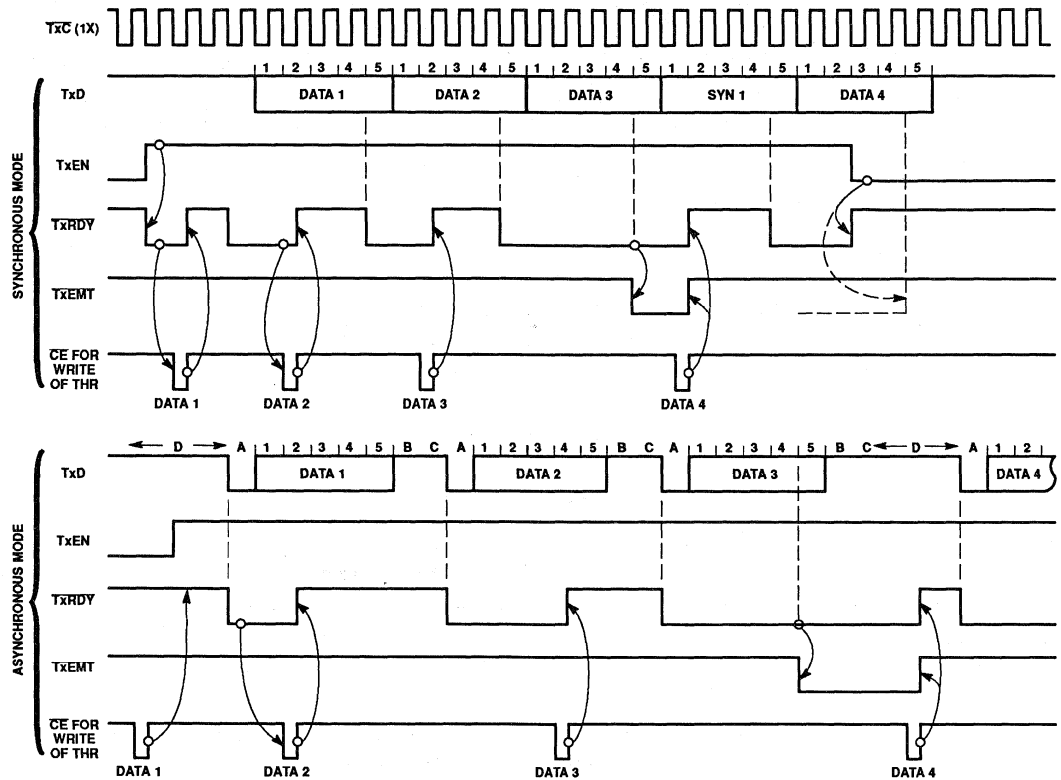 TxC (1X)
SYNCHRONOUS MODE
1 2 3 4 5 1 2 3 4 5 1 2 3 4 5 1 2 3 4 5 1 2 3 4 5
TxD DATA 1 DATA 2 DATA 3 SYN 1 DATA 4
TxEN
TxRDY
TxEMT
CE FOR
WRITE
OF THR
DATA 1 DATA 2 DATA 3 DATA 4
ASYNCHRONOUS MODE
D A 1 2 3 4 5 B C A 1 2 3 4 5 B C A 1 2 3 4 5 B C D A 1 2
TxD DATA 1 DATA 2 DATA 3 DATA 4
TxEN
TxRDY
TxEMT
CE FOR
WRITE
OF THR
DATA 1 DATA 2 DATA 3 DATA 4